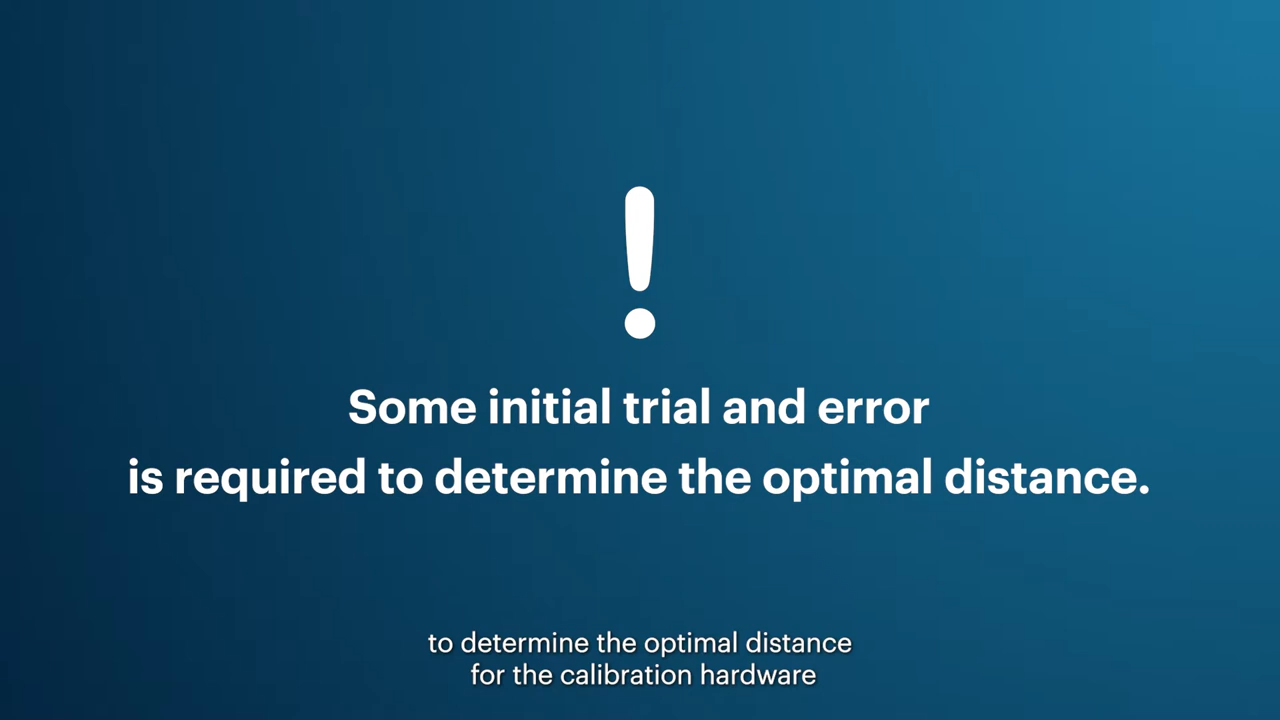 !
Some initial trial and error
is required to determine the optimal distance.
to determine the optimal distance
for the calibration hardware